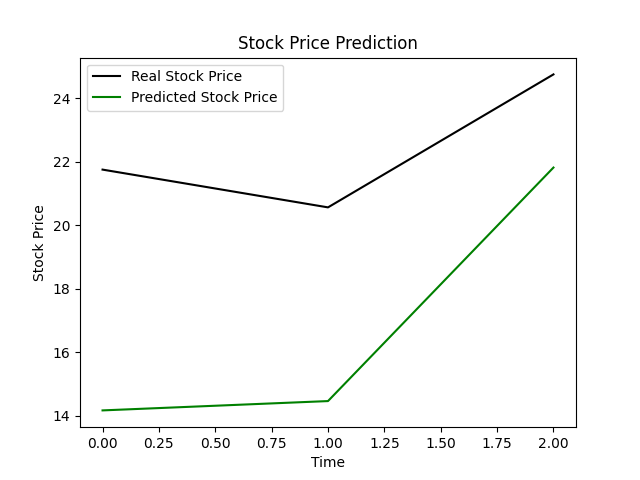 Stock Price Prediction
Real Stock Price
Predicted Stock Price
Stock Price
24
22
20
18
16
14
0.00 0.25 0.50 0.75 1.00 1.25 1.50 1.75 2.00
Time